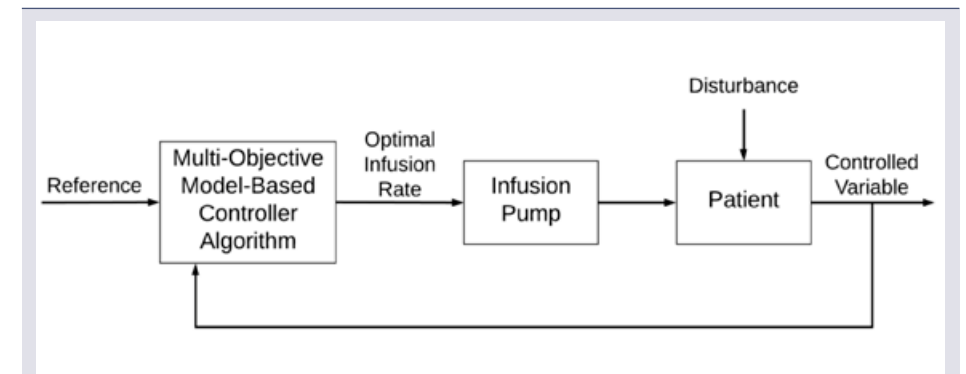 Disturbance
Optimal
Infusion
Rate
Multi-Objective
Model-Based
Controller
Algorithm
Reference
Infusion
Pump
Patient
Controlled
Variable